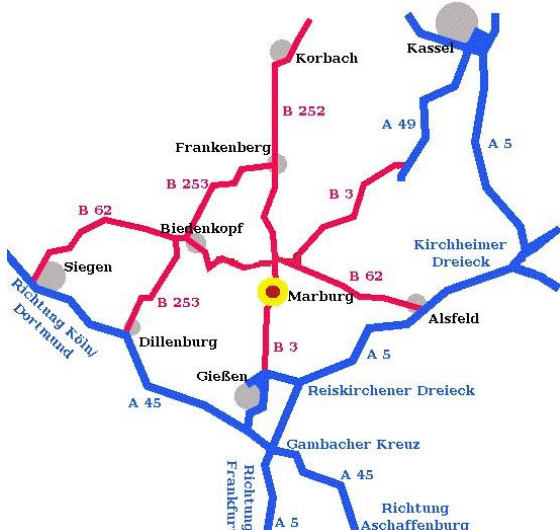 Kassel
Korbach
B 252
A 49
A 5
Frankenberg
B 253
B 3
B 62
Biedenkopf
Kirchheimer
Dreieck
Siegen
B 62
Richtung Köln/
Dortmund
B 253
Marburg
Alsfeld
Dillenburg
B 3
A 5
Gießen
Reiskirchener Dreieck
A 45
Gambacher Kreuz
Richtung
A 45
A 5
Richtung
Aschaffenburg